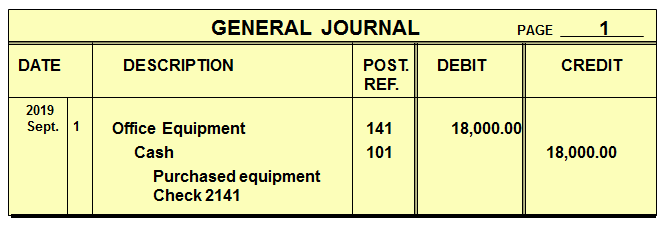 GENERAL JOURNAL PAGE 1
DATE DESCRIPTION POST. REF. DEBIT CREDIT
2019
Sept. 1 Office Equipment 141 18,000.00
Cash 101 18,000.00
Purchased equipment
Check 2141